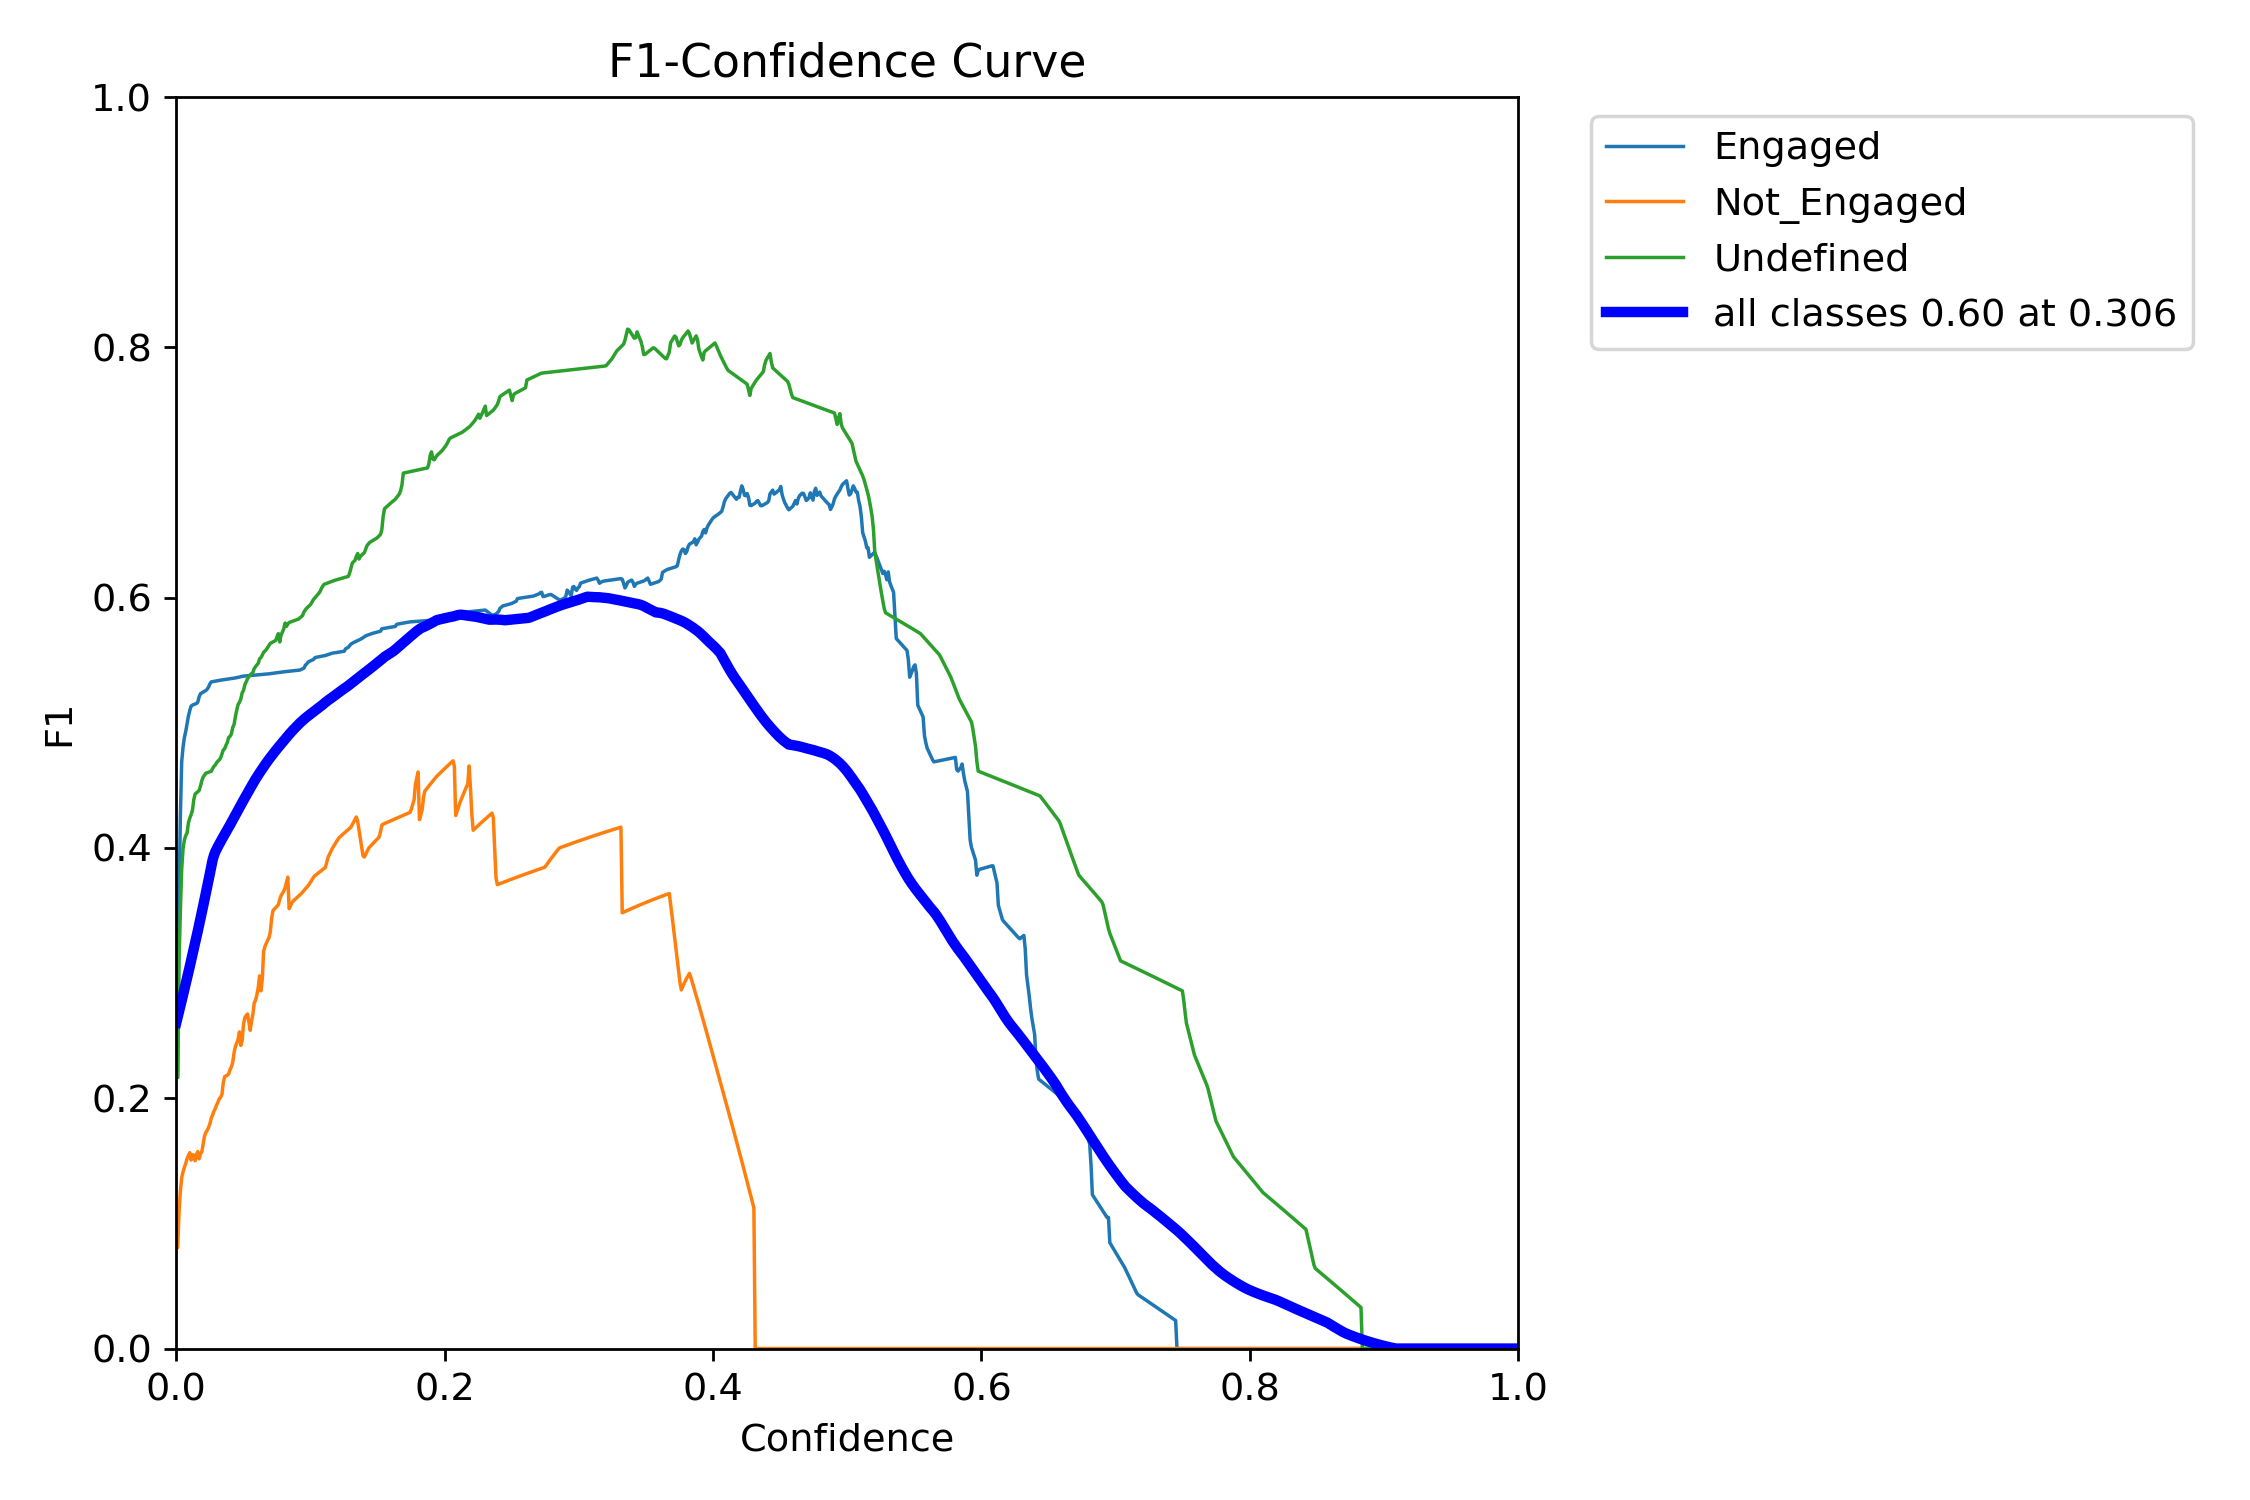 F1-Confidence Curve
1.0
0.8
0.6
0.4
0.2
0.0
F1
0.0 0.2 0.4 0.6 0.8 1.0
Confidence
Engaged
Not_Engaged
Undefined
all classes 0.60 at 0.306